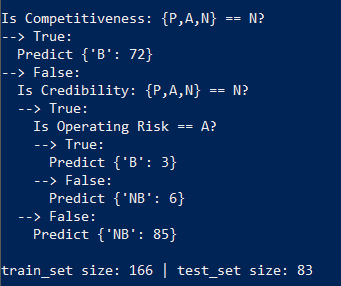 Is Competitiveness: {P,A,N} == N?
--> True:
  Predict {'B': 72}
--> False:
  Is Credibility: {P,A,N} == N?
  --> True:
    Is Operating Risk == A?
    --> True:
      Predict {'B': 3}
    --> False:
      Predict {'NB': 6}
  --> False:
    Predict {'NB': 85}

train_set size: 166 | test_set size: 83